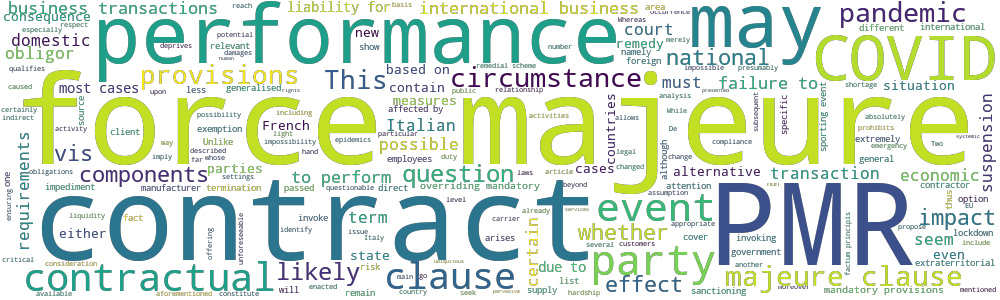 business transactions reach liability for basis international business area occurrence may pandemic
consequence especially respect performance Whereas court different international
domestic potential new remedy national COVID
obligor deprives relevant damages show number namely foreign
qualifies human remedial scheme impossible presumably
caused provisions This based on circumstance must failure to shortage situation
most cases generalised contain public relationship analysis presented
certainly upon less measures force majeure
indirect source possibility rights affected by countries While subsequent specific sporting event absolutely prohibits
activity client exemption French Including light activities allows De epidemics Italian legal compliance emergency systemic
may Unlike impossibility particular possible changed extremely Two
vis imply described hand duty cases although general suspension
obligations far whose employees laws
requirements components parties settings to perform question article alternative transaction economic
impediment manufacturer termination questionable direct overriding mandatory beyond assumption attention contractor
ensuring one liquidity passed level event thus option EU
contract PMR impact
either fact term invoke unforeseeable carrier already services whether appropriate lockdown
critical offering identify issue Italy arises customers several cover invoking government seem include
contractual consideration state risk ubiquitous certain party another factum principis propose even
likely clause main go due to list majeure clause extraterritorial
available aforementioned constitute will enacted remain country seek pervasive supply hardship effect sanctioning moreover mandatory provisions mentioned